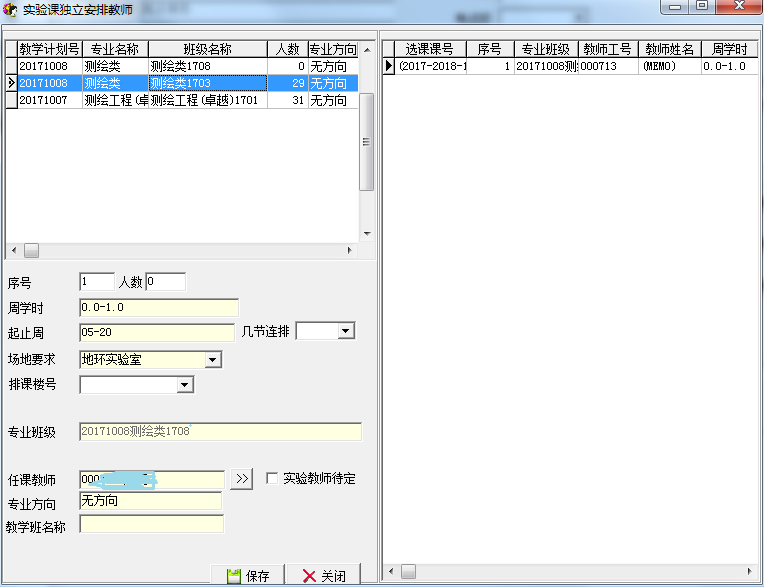 实验课独立安排教师
教学计划号 专业名称 班级名称 人数 专业方向
20171008 测绘类 测绘类1708 0 无方向
20171008 测绘类 测绘类1703 29 无方向
20171007 测绘工程(卓 测绘工程(卓越)1701 31 无方向
选课课号 序号 专业班级 教师工号 教师姓名 周学时
(2017-2018-1 1 20171008测 000713 (MEMO) 0.0-1.0
序号 1 人数 0
周学时 0.0-1.0
起止周 05-20 几节连排
场地要求 地环实验室
排课楼号
专业班级 20171008测绘类1708
任课教师 000 >> 实验教师待定
专业方向 无方向
教学班名称
保存 关闭